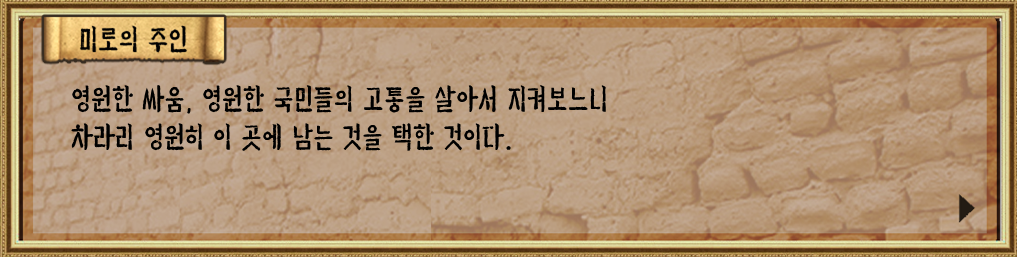 미로의 주인
영원한 싸움, 영원한 국민들의 고통을 살아서 지켜보느니
차라리 영원히 이 곳에 남는 것을 택한 것이다.